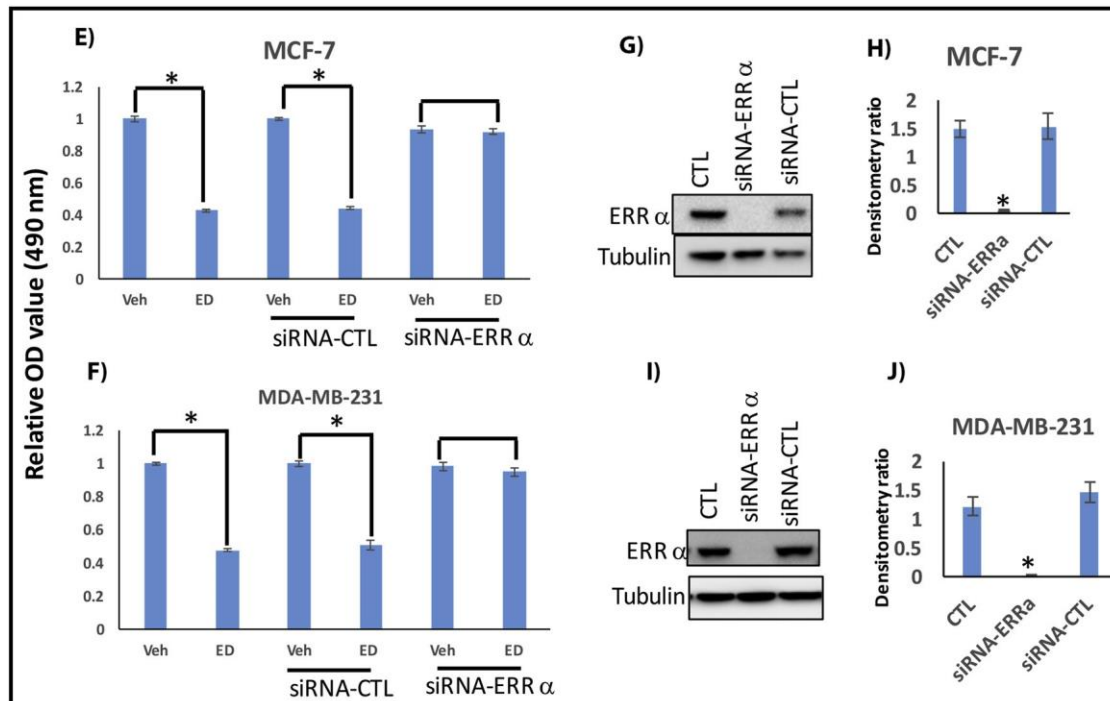 Relative OD value (490 nm)
E)
MCF-7
1.2
1
0.8
0.6
0.4
0.2
0
*
*
Veh
ED
Veh
ED
Veh
ED
siRNA-CTL
siRNA-ERR α
F)
MDA-MB-231
1.2
1
0.8
0.6
0.4
0.2
0
*
*
Veh
ED
Veh
ED
Veh
ED
siRNA-CTL
siRNA-ERR α
G)
CTL
siRNA-ERR α
siRNA-CTL
ERR α
Tubulin
H)
MCF-7
Densitometry ratio
2
1.5
1
0.5
0
*
CTL
siRNA-ERRa
siRNA-CTL
I)
CTL
siRNA-ERR α
siRNA-CTL
ERR α
Tubulin
J)
MDA-MB-231
Densitometry ratio
2
1.5
1
0.5
0
*
CTL
siRNA-ERRa
siRNA-CTL